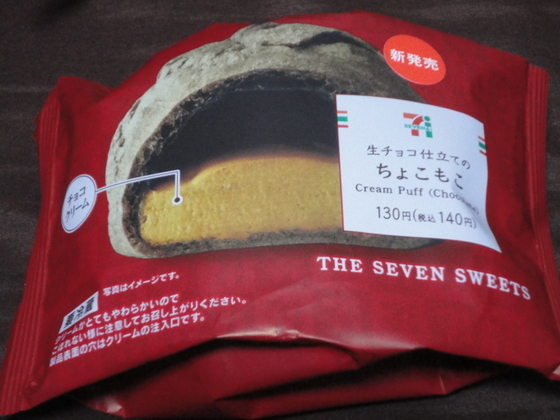 新発売
7
生チョコ仕立ての
ちょこもこ
Cream Puff (Chocolate)
130円(税込140円)
チョコ
クリーム
THE SEVEN SWEETS
写真はイメージです。
要冷蔵
クリームがとてもやわらかいので
こぼれない様に注意してお召し上がりください。
製品表面の穴はクリームの注入口です。